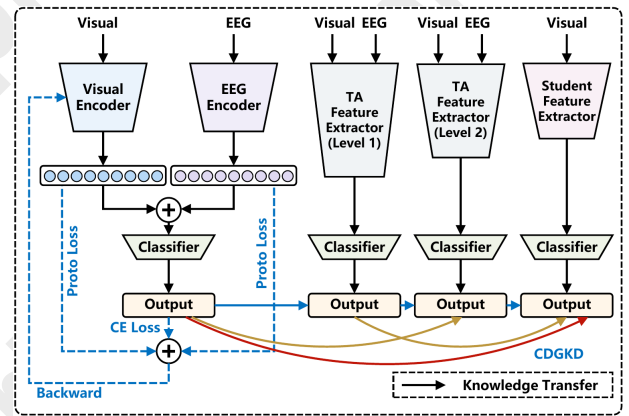 Visual EEG Visual EEG Visual EEG Visual
Visual
Encoder
EEG
Encoder
TA
Feature
Extractor
(Level 1)
TA
Feature
Extractor
(Level 2)
Student
Feature
Extractor
Proto Loss
Proto Loss
+
Classifier Classifier Classifier Classifier
Output Output Output Output
CE Loss
+
CDGKD
Backward
Knowledge Transfer